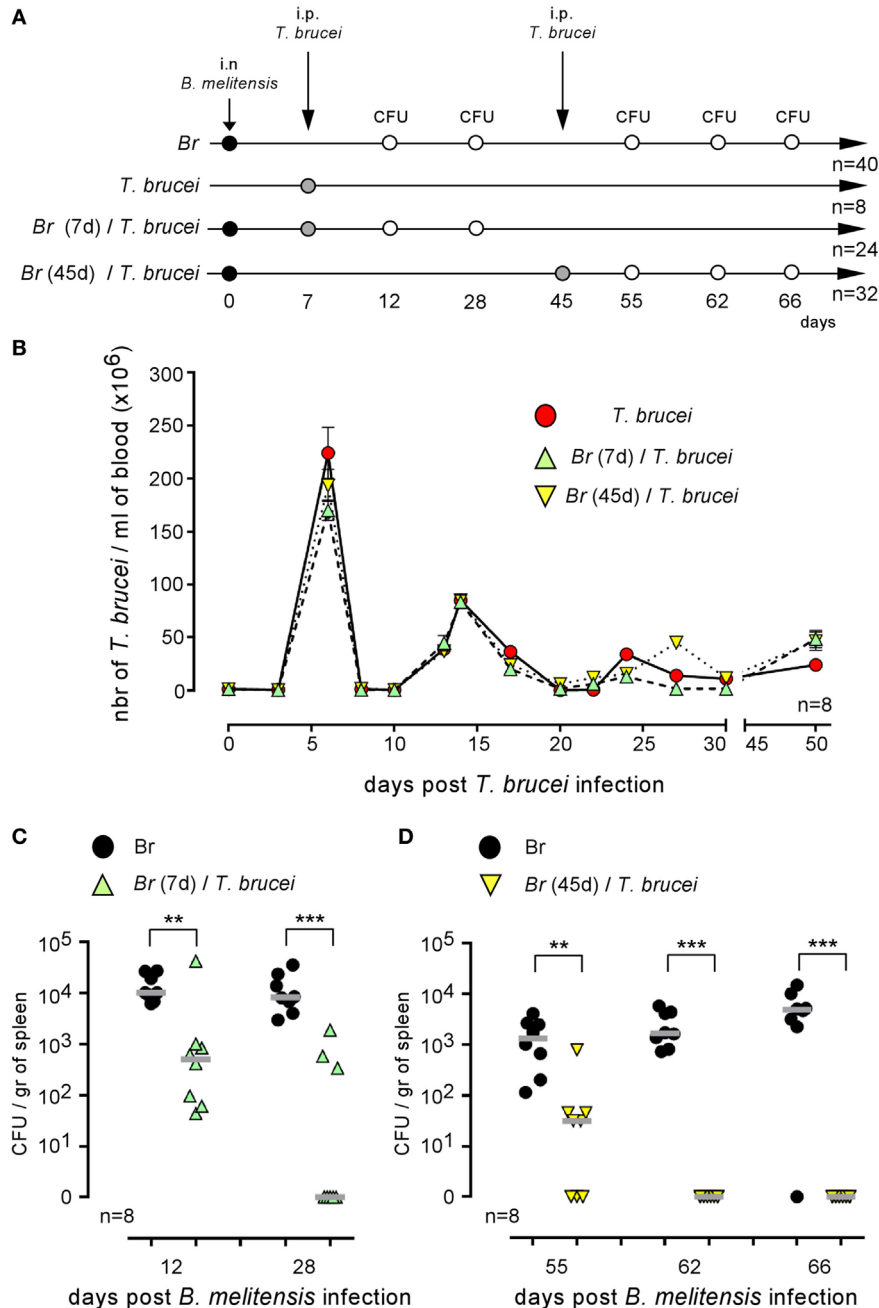 A
i.p.
T. brucei
i.p.
T. brucei
i.n
B. melitensis
CFU CFU CFU CFU CFU
Br
n=40
T. brucei
n=8
Br (7d) / T. brucei
n=24
Br (45d) / T. brucei
n=32
0 7 12 28 45 55 62 66
days
B
nbr of T. brucei / ml of blood (x10⁶)
300
250
200
150
100
50
0
T. brucei
Br (7d) / T. brucei
Br (45d) / T. brucei
n=8
0 5 10 15 20 25 30 45 50
days post T. brucei infection
C
Br
Br (7d) / T. brucei
** ***
CFU / gr of spleen
10⁵
10⁴
10³
10²
10¹
0
n=8
12 28
days post B. melitensis infection
D
Br
Br (45d) / T. brucei
** *** ***
CFU / gr of spleen
10⁵
10⁴
10³
10²
10¹
0
n=8
55 62 66
days post B. melitensis infection